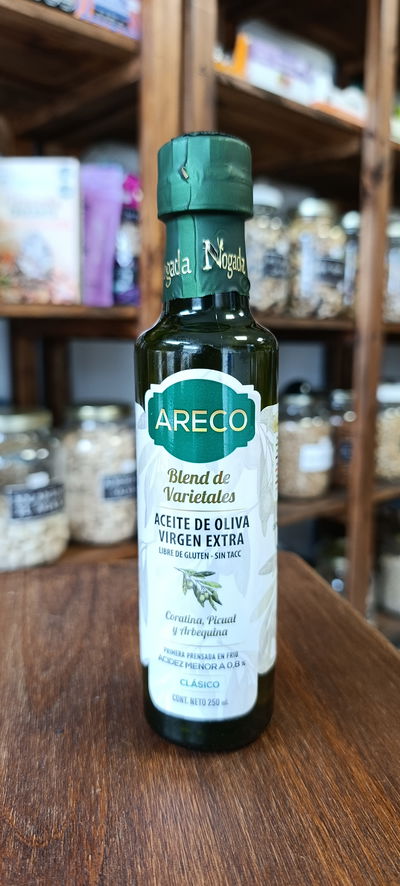 Nogada
ARECO
Blend de
Varietales
ACEITE DE OLIVA
VIRGEN EXTRA
LIBRE DE GLUTEN - SIN TACC
Coratina, Picual
y Arbequina
PRIMERA PRENSADA EN FRIO
ACIDEZ MENOR A 0,8 %
CLÁSICO
CONT. NETO 250 mL